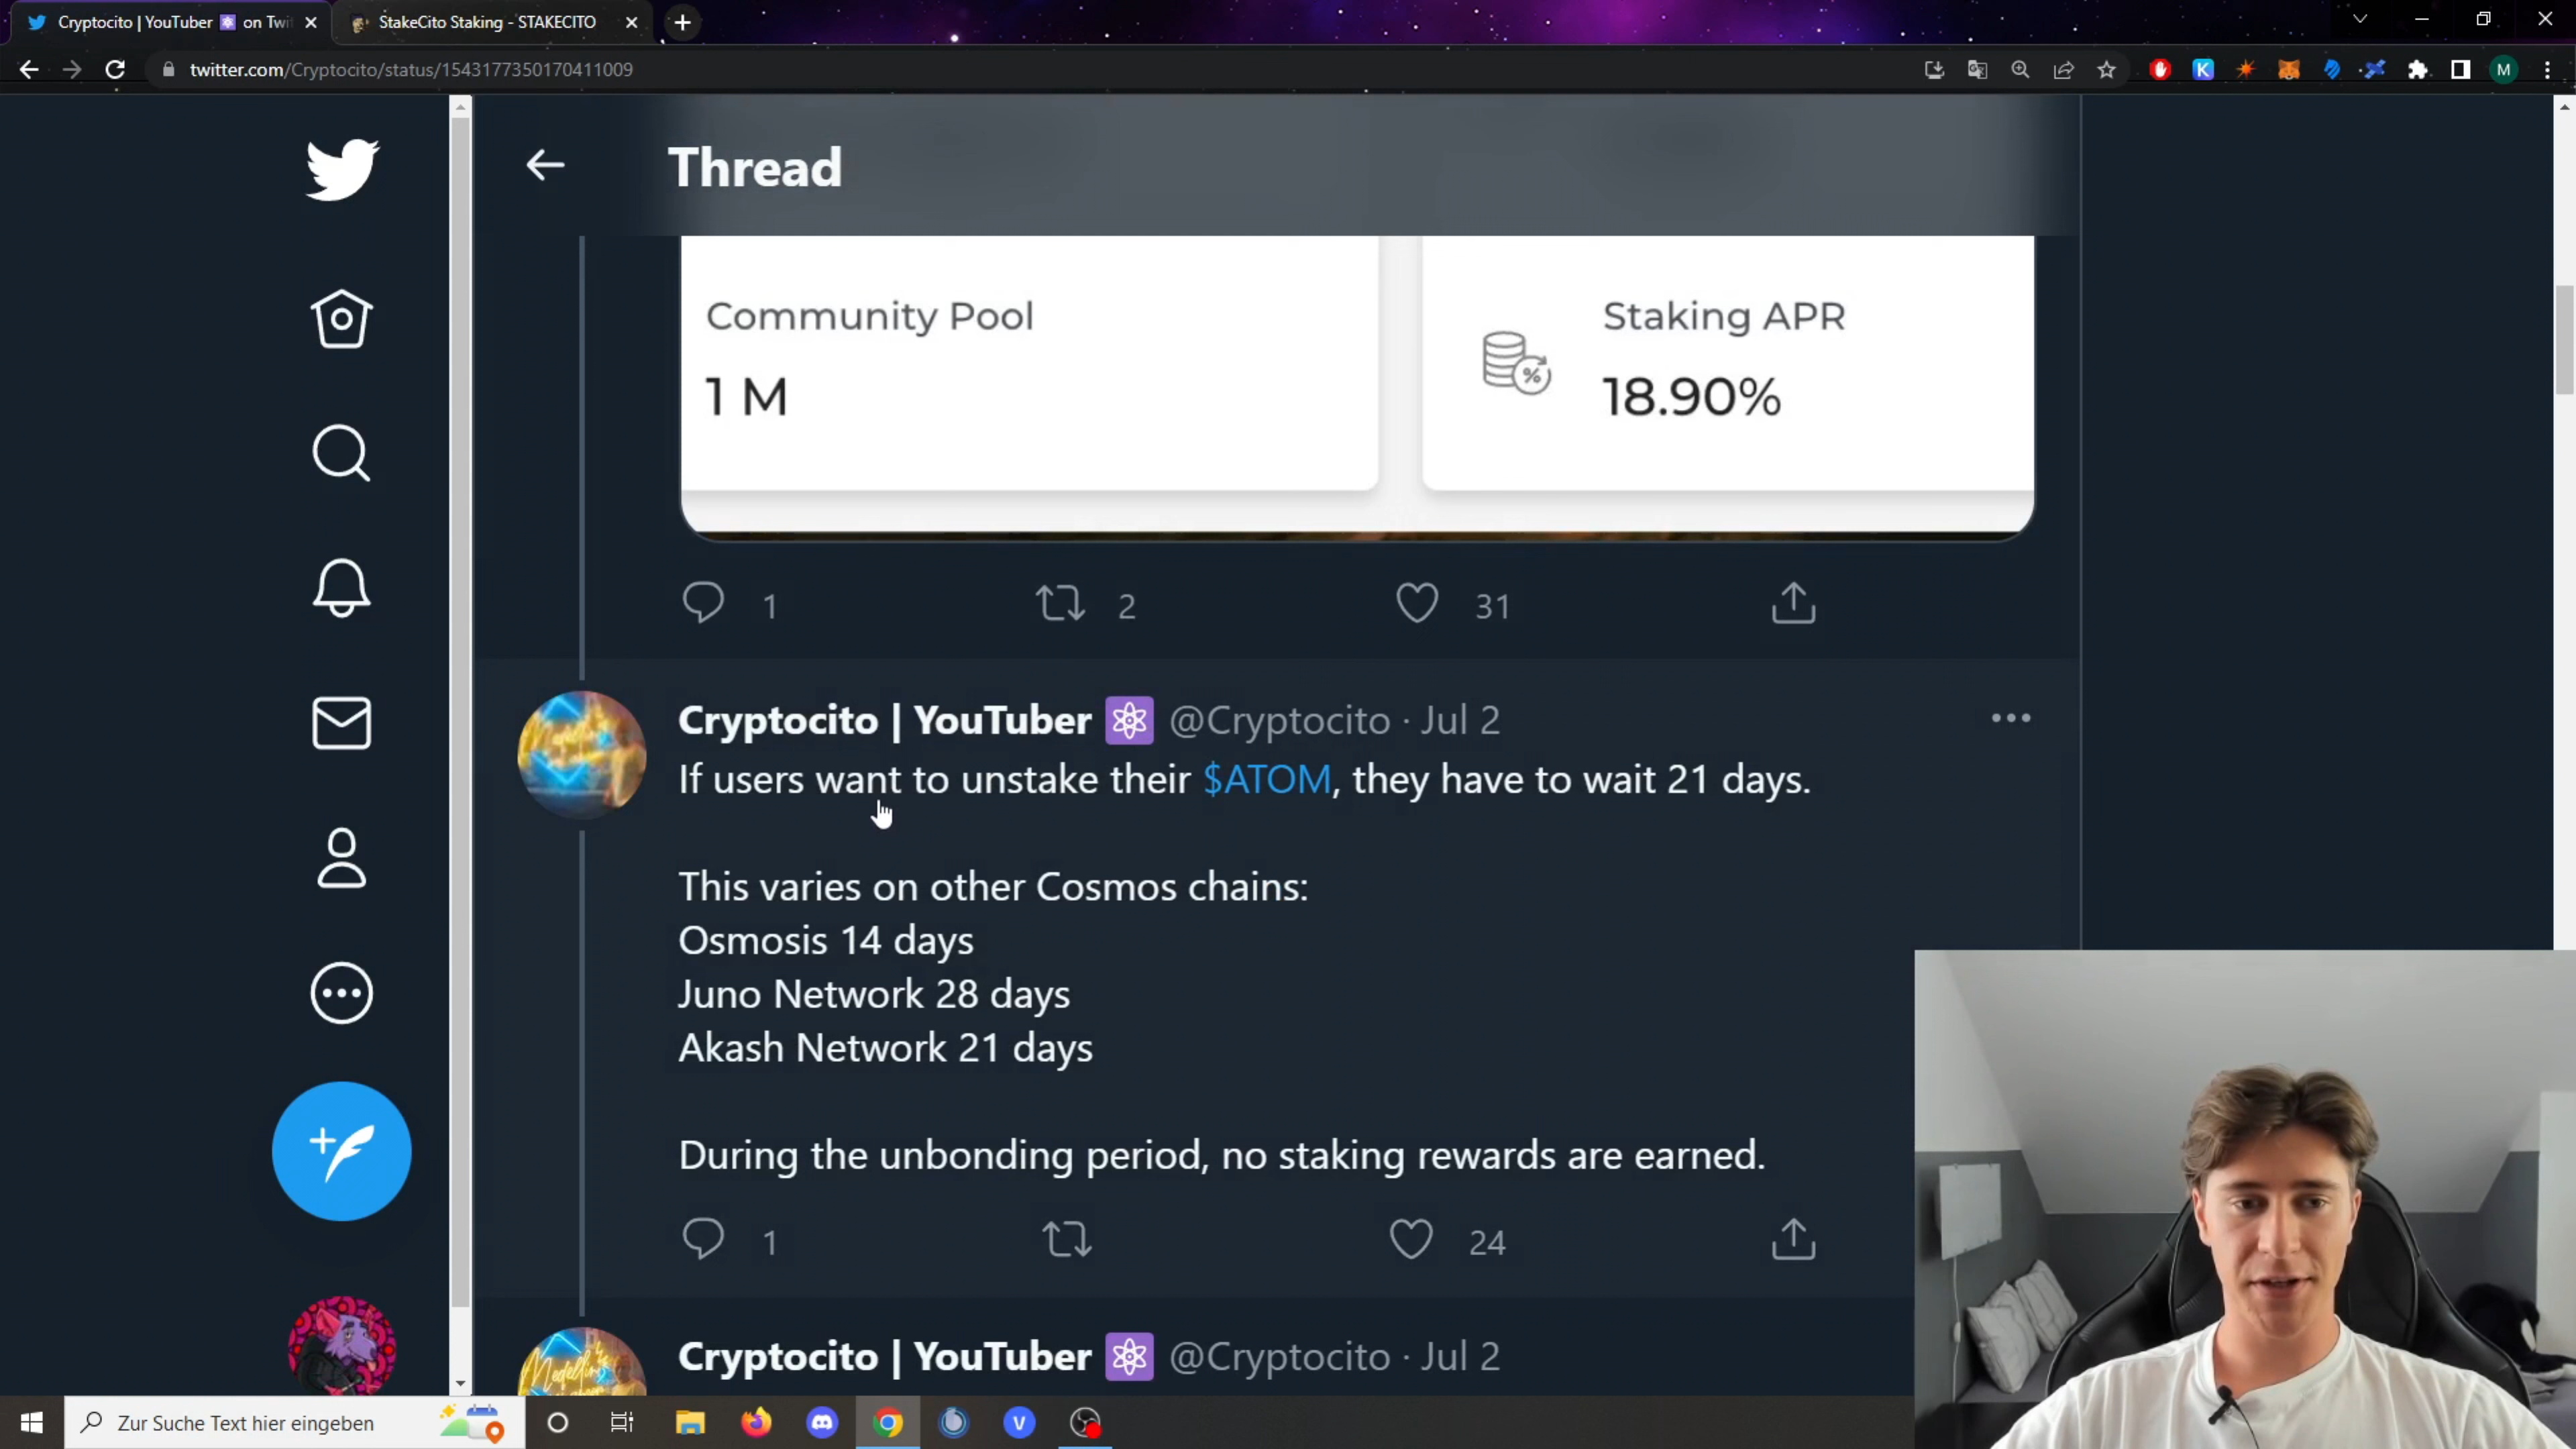 Cryptocito | YouTuber ⚛ on Twi
StakeCito Staking - STAKECITO
twitter.com/Cryptocito/status/1543177350170411009
K
M
Thread
Community Pool
1 M
Staking APR
%
18.90%
1
2
31
Cryptocito | YouTuber ⚛ @Cryptocito · Jul 2
If users want to unstake their $ATOM, they have to wait 21 days.
This varies on other Cosmos chains:
Osmosis 14 days
Juno Network 28 days
Akash Network 21 days
During the unbonding period, no staking rewards are earned.
1
24
Cryptocito | YouTuber ⚛ @Cryptocito · Jul 2
Zur Suche Text hier eingeben
V